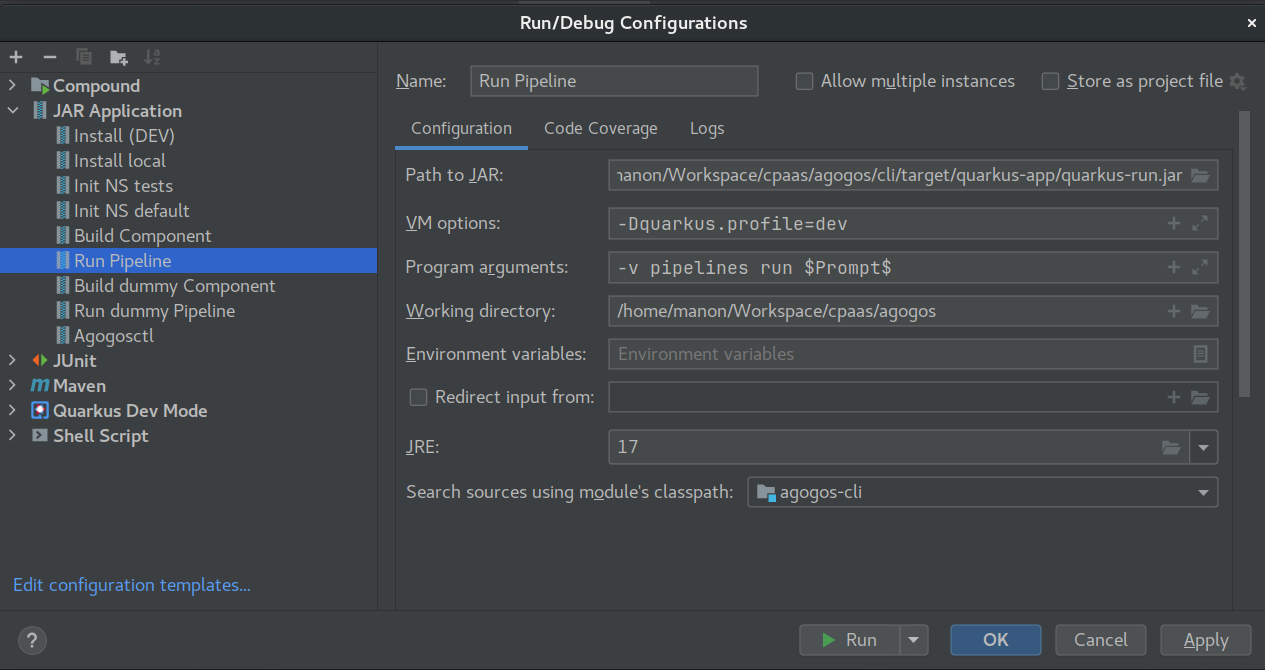 Run/Debug Configurations
Compound
JAR Application
Install (DEV)
Install local
Init NS tests
Init NS default
Build Component
Run Pipeline
Build dummy Component
Run dummy Pipeline
Agogosctl
JUnit
Maven
Quarkus Dev Mode
Shell Script
Edit configuration templates...
Name: Run Pipeline Allow multiple instances Store as project file
Configuration Code Coverage Logs
Path to JAR: manon/Workspace/cpaas/agogos/cli/target/quarkus-app/quarkus-run.jar
VM options: -Dquarkus.profile=dev
Program arguments: -v pipelines run $Prompt$
Working directory: /home/manon/Workspace/cpaas/agogos
Environment variables: Environment variables
Redirect input from:
JRE: 17
Search sources using module's classpath: agogos-cli
? Run OK Cancel Apply